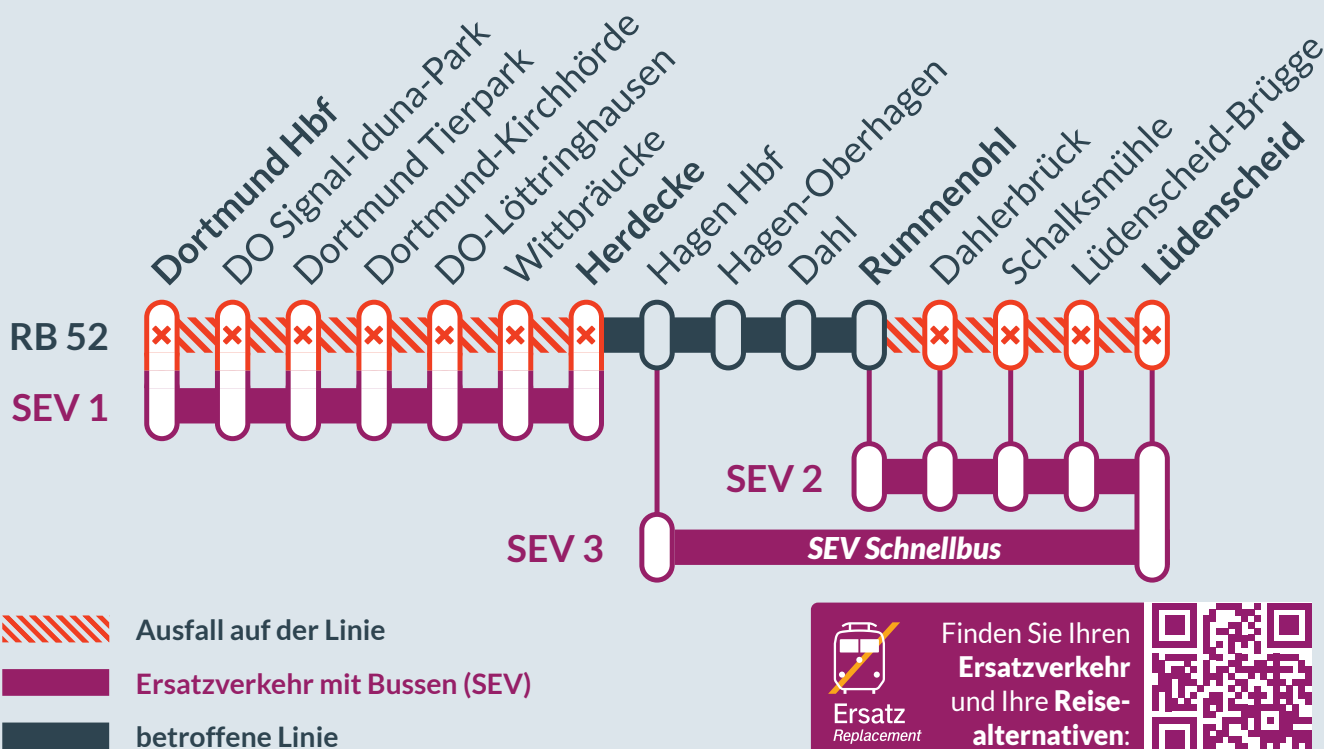 Dortmund Hbf
DO Signal-Iduna-Park
Dortmund Tierpark
Dortmund-Kirchhörde
DO-Löttringhausen
Wittbräucke
Herdecke
Hagen Hbf
Hagen-Oberhagen
Dahl
Rummenohl
Dahlerbrück
Schalksmühle
Lüdenscheid-Brügge
Lüdenscheid
RB 52
SEV 1
SEV 2
SEV 3
SEV Schnellbus
Ausfall auf der Linie
Ersatzverkehr mit Bussen (SEV)
betroffene Linie
Ersatz
Replacement
Finden Sie Ihren
Ersatzverkehr
und Ihre Reise-
alternativen: